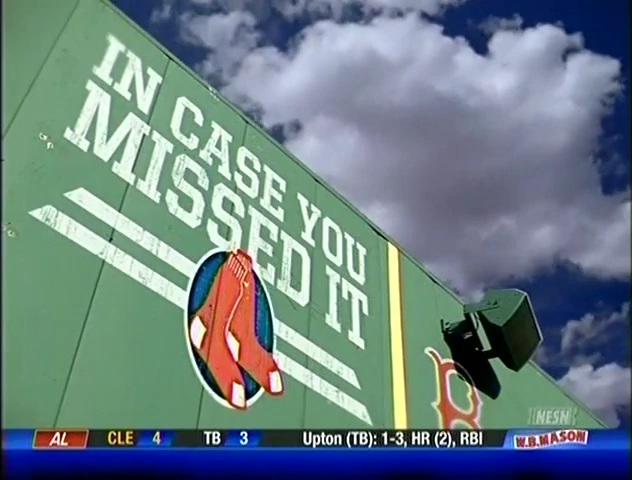 IN CASE YOU
MISSED IT
B
NESN
AL CLE 4 TB 3 Upton (TB): 1-3, HR (2), RBI W.B.MASON